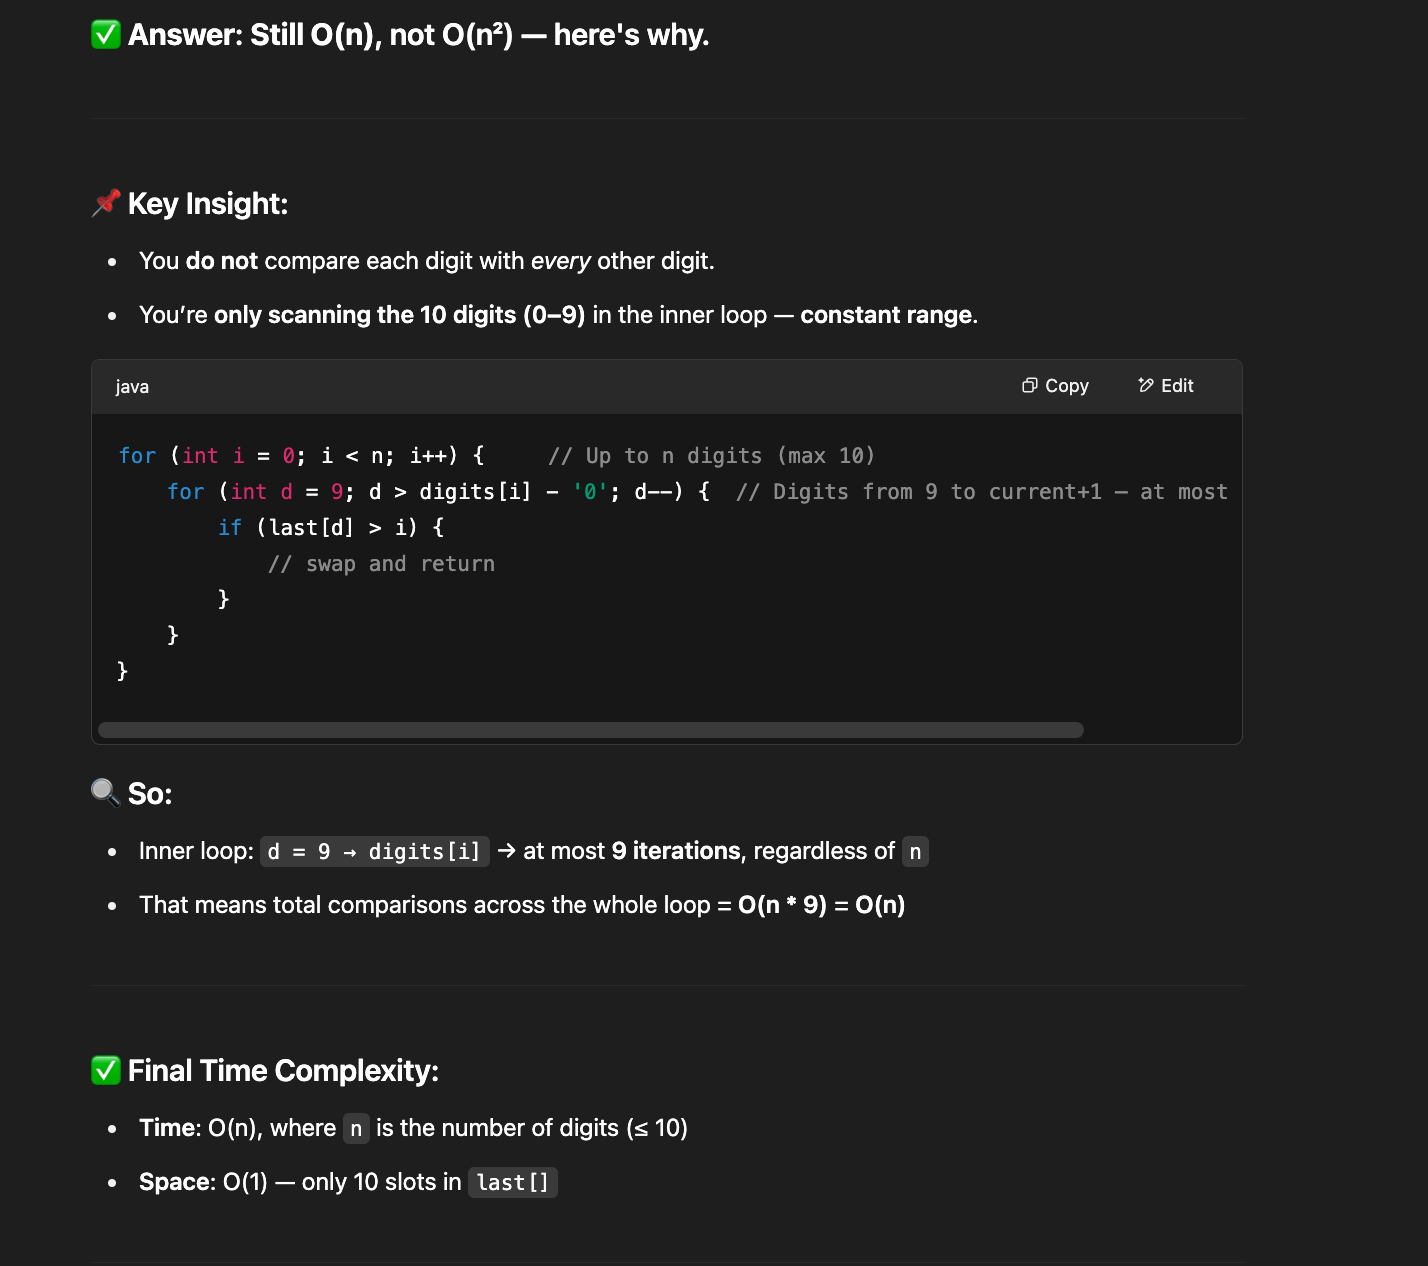 ✅ Answer: Still O(n), not O(n²) — here's why.
📌 Key Insight:
• You do not compare each digit with every other digit.
• You’re only scanning the 10 digits (0–9) in the inner loop — constant range.
java Copy Edit
for (int i = 0; i < n; i++) {     // Up to n digits (max 10)
    for (int d = 9; d > digits[i] - '0'; d--) {  // Digits from 9 to current+1 — at most
        if (last[d] > i) {
            // swap and return
        }
    }
}
🔍 So:
• Inner loop: d = 9 → digits[i] → at most 9 iterations, regardless of n
• That means total comparisons across the whole loop = O(n * 9) = O(n)
✅ Final Time Complexity:
• Time: O(n), where n is the number of digits (≤ 10)
• Space: O(1) — only 10 slots in last[]